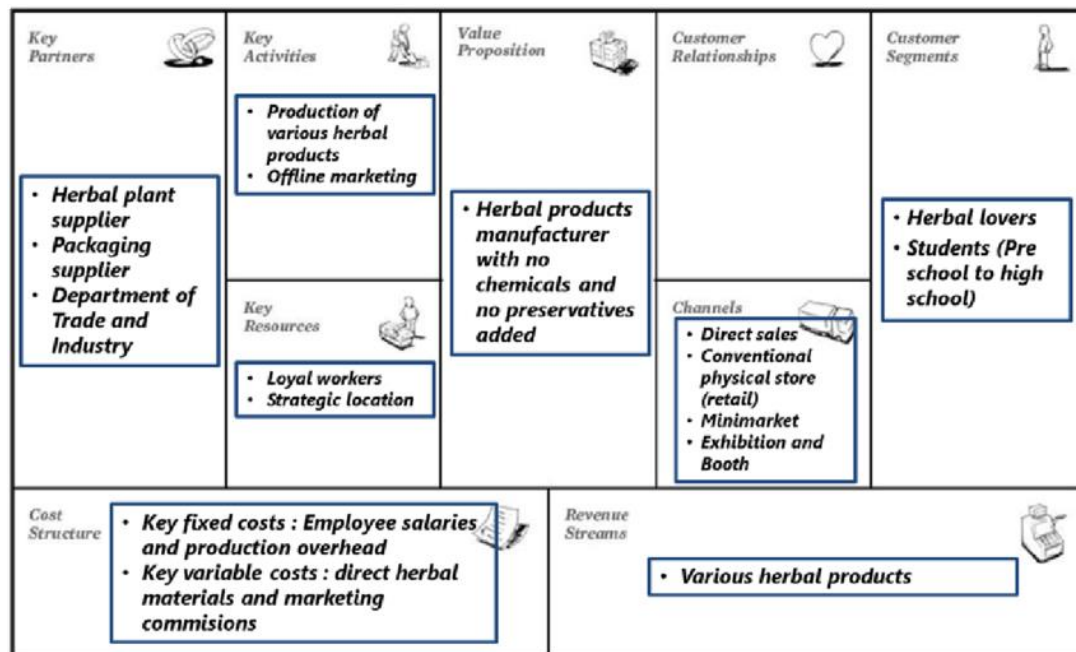 Key
Partners
• Herbal plant
supplier
• Packaging
supplier
• Department of
Trade and
Industry
Key
Activities
• Production of
various herbal
products
• Offline marketing
Key
Resources
• Loyal workers
• Strategic location
Value
Proposition
• Herbal products
manufacturer
with no
chemicals and
no preservatives
added
Customer
Relationships
Channels
• Direct sales
• Conventional
physical store
(retail)
• Minimarket
• Exhibition and
Booth
Customer
Segments
• Herbal lovers
• Students (Pre
school to high
school)
Cost
Structure
• Key fixed costs : Employee salaries
and production overhead
• Key variable costs : direct herbal
materials and marketing
commisions
Revenue
Streams
• Various herbal products